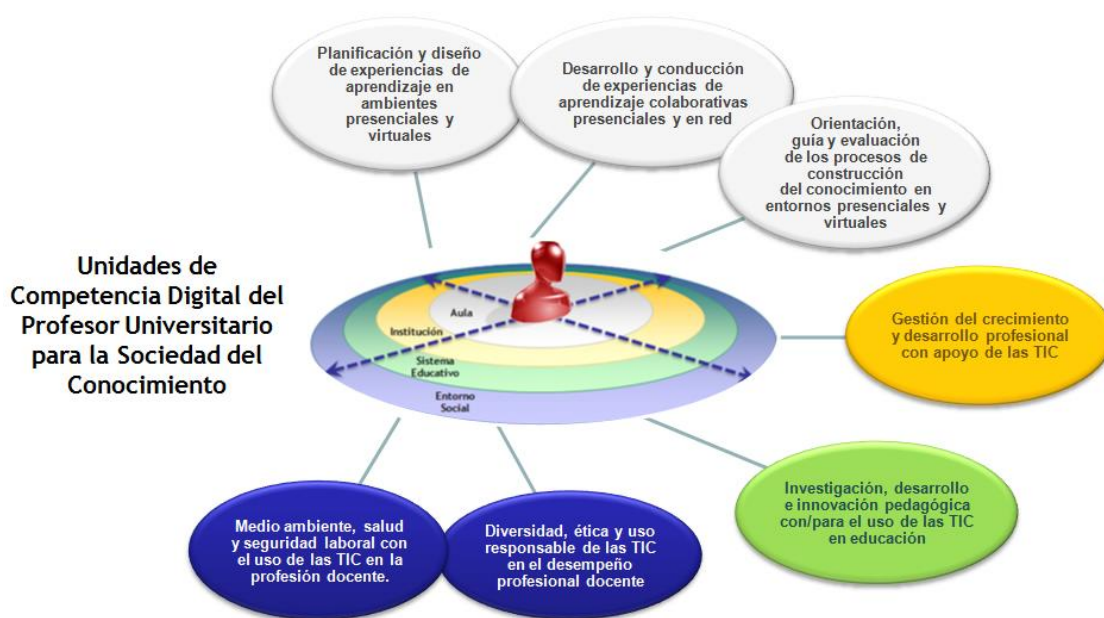 Planificación y diseño
de experiencias de
aprendizaje en
ambientes
presenciales y
virtuales
Desarrollo y conducción
de experiencias de
aprendizaje colaborativas
presenciales y en red
Orientación,
guía y evaluación
de los procesos de
construcción
del conocimiento en
entornos presenciales y
virtuales
Unidades de
Competencia Digital del
Profesor Universitario
para la Sociedad del
Conocimiento
Aula
Institución
Sistema
Educativo
Entorno
Social
Gestión del crecimiento
y desarrollo profesional
con apoyo de las TIC
Investigación, desarrollo
e innovación pedagógica
con/para el uso de las TIC
en educación
Diversidad, ética y uso
responsable de las TIC
en el desempeño
profesional docente
Medio ambiente, salud
y seguridad laboral con
el uso de las TIC en la
profesión docente.